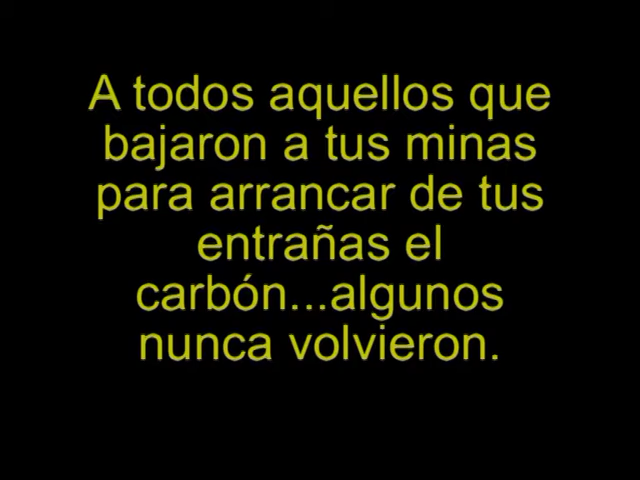 A todos aquellos que
bajaron a tus minas
para arrancar de tus
entrañas el
carbón...algunos
nunca volvieron.